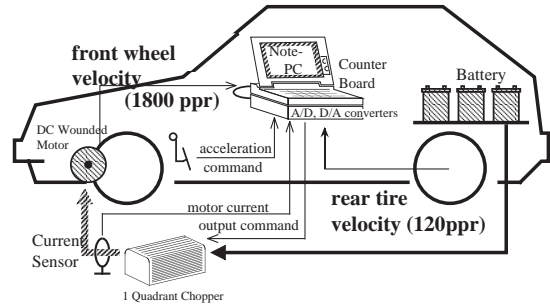 front wheel
velocity
(1800 ppr)
Note-
PC
Counter
Board
Battery
A/D, D/A converters
DC Wounded
Motor
acceleration
command
rear tire
velocity (120ppr)
motor current
output command
Current
Sensor
1 Quadrant Chopper